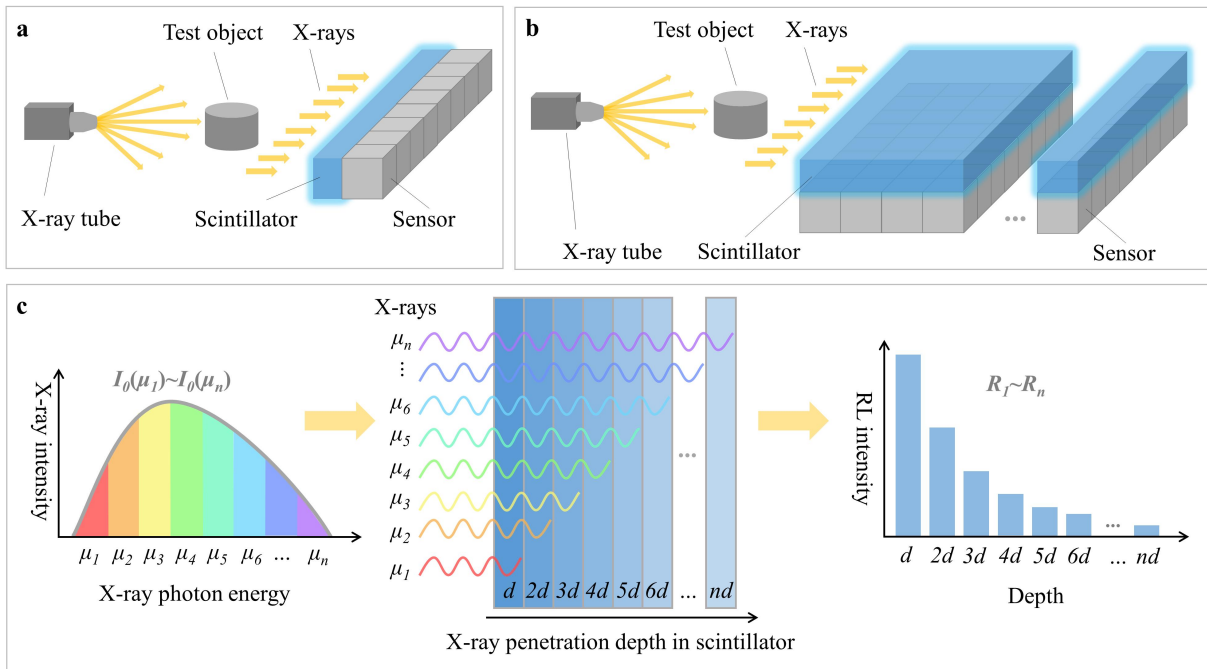 a
Test object
X-rays
X-ray tube
Scintillator
Sensor
b
Test object
X-rays
X-ray tube
Scintillator
...
Sensor
c
X-ray intensity
I₀(μ₁)~I₀(μₙ)
μ₁ μ₂ μ₃ μ₄ μ₅ μ₆ ... μₙ
X-ray photon energy
X-rays
μₙ
⋮
μ₆
μ�5
μ₄
μ₃
μ₂
μ₁
...
d 2d 3d 4d 5d 6d ... nd
X-ray penetration depth in scintillator
RL intensity
R₁~Rₙ
...
d 2d 3d 4d 5d 6d ... nd
Depth